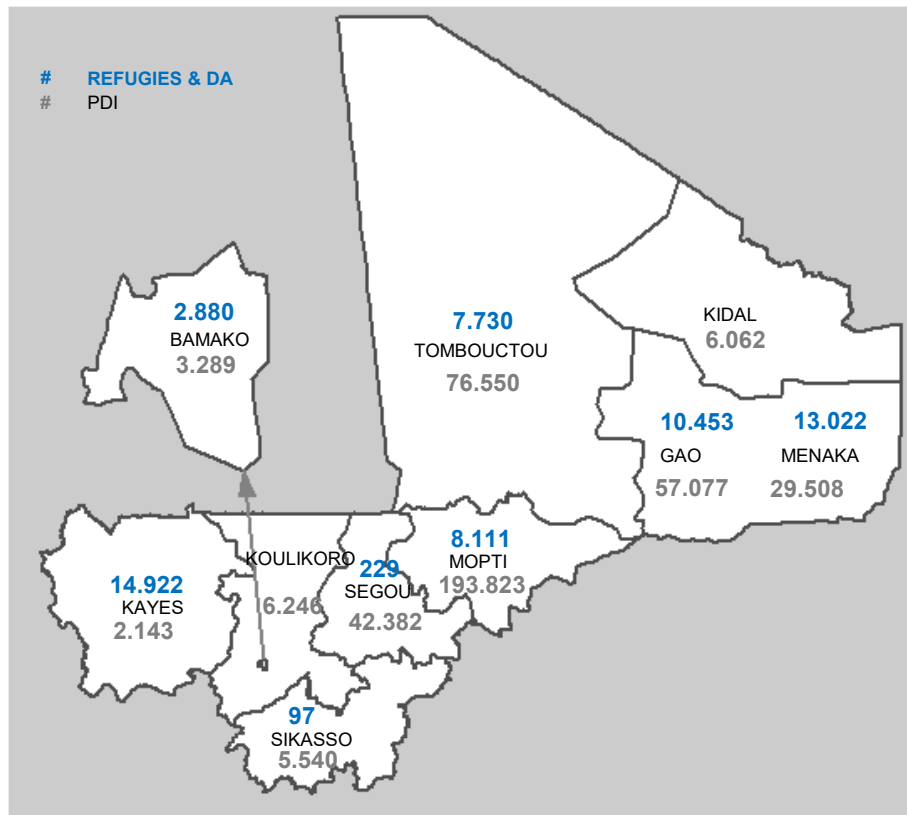 # REFUGIES & DA
# PDI
2.880
BAMAKO
3.289
7.730
TOMBOUCTOU
76.550
KIDAL
6.062
10.453
GAO
57.077
13.022
MENAKA
29.508
14.922
KAYES
2.143
KOULIKORO
6.246
229
SEGOU
42.382
8.111
MOPTI
193.823
97
SIKASSO
5.540